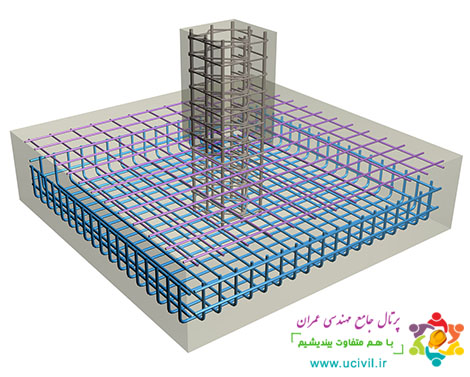 پرتال جامع مهندسی عمران
با هم متفاوت بیندیشیم
www.ucivil.ir